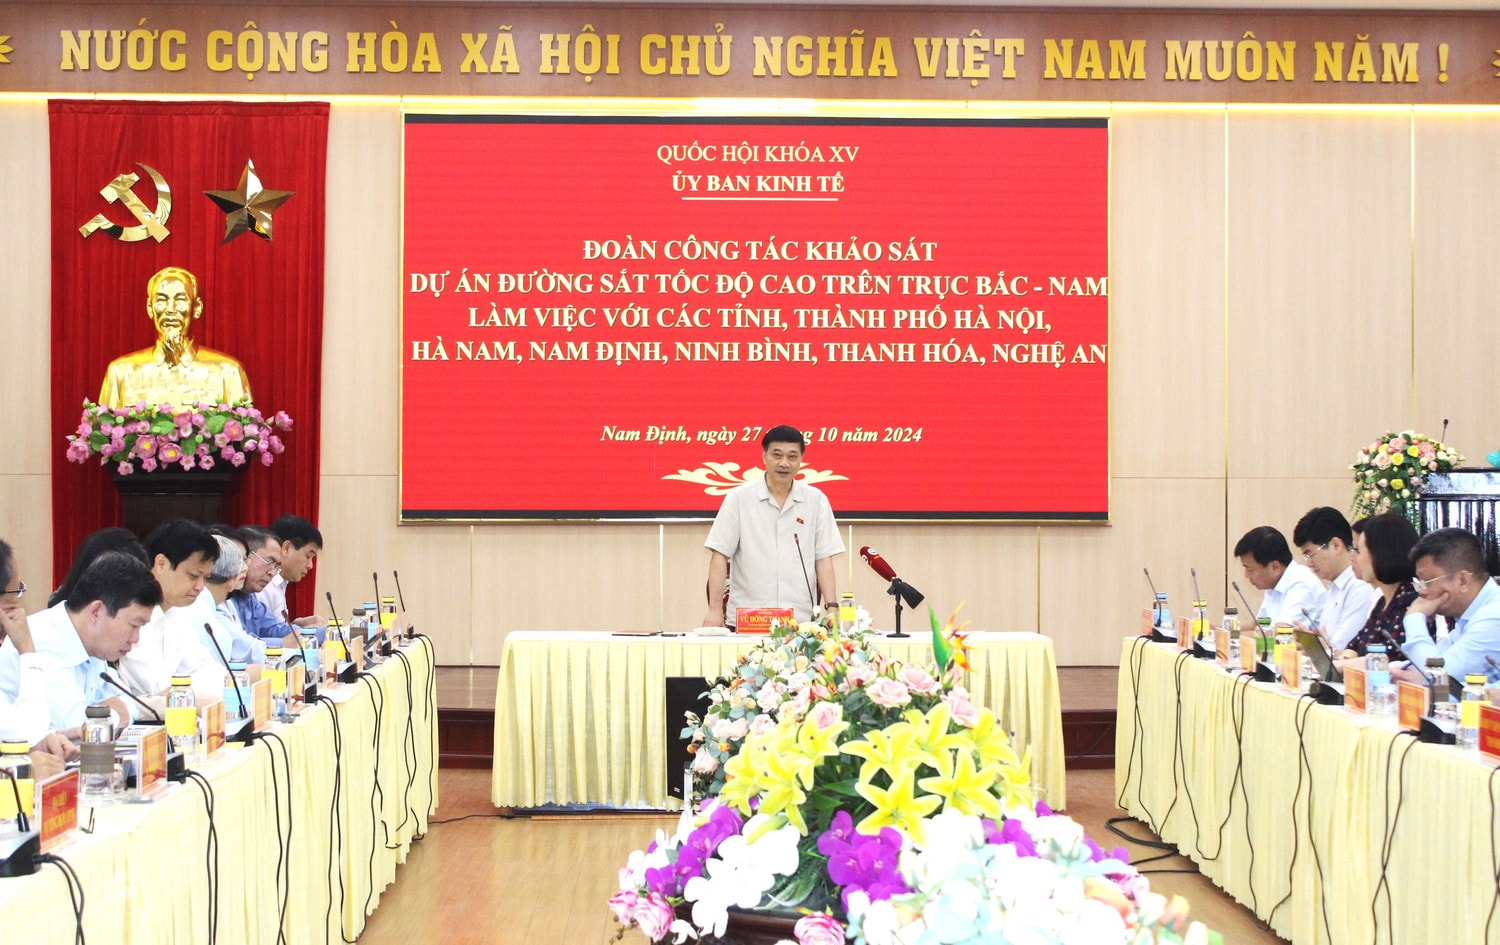 NƯỚC CỘNG HÒA XÃ HỘI CHỦ NGHĨA VIỆT NAM MUÔN NĂM !
QUỐC HỘI KHÓA XV
ỦY BAN KINH TẾ
ĐOÀN CÔNG TÁC KHẢO SÁT
DỰ ÁN ĐƯỜNG SẮT TỐC ĐỘ CAO TRÊN TRỤC BẮC - NAM
LÀM VIỆC VỚI CÁC TỈNH, THÀNH PHỐ HÀ NỘI,
HÀ NAM, NAM ĐỊNH, NINH BÌNH, THANH HÓA, NGHỆ AN
Nam Định, ngày 27 10 năm 2024
VŨ HỒNG THANH